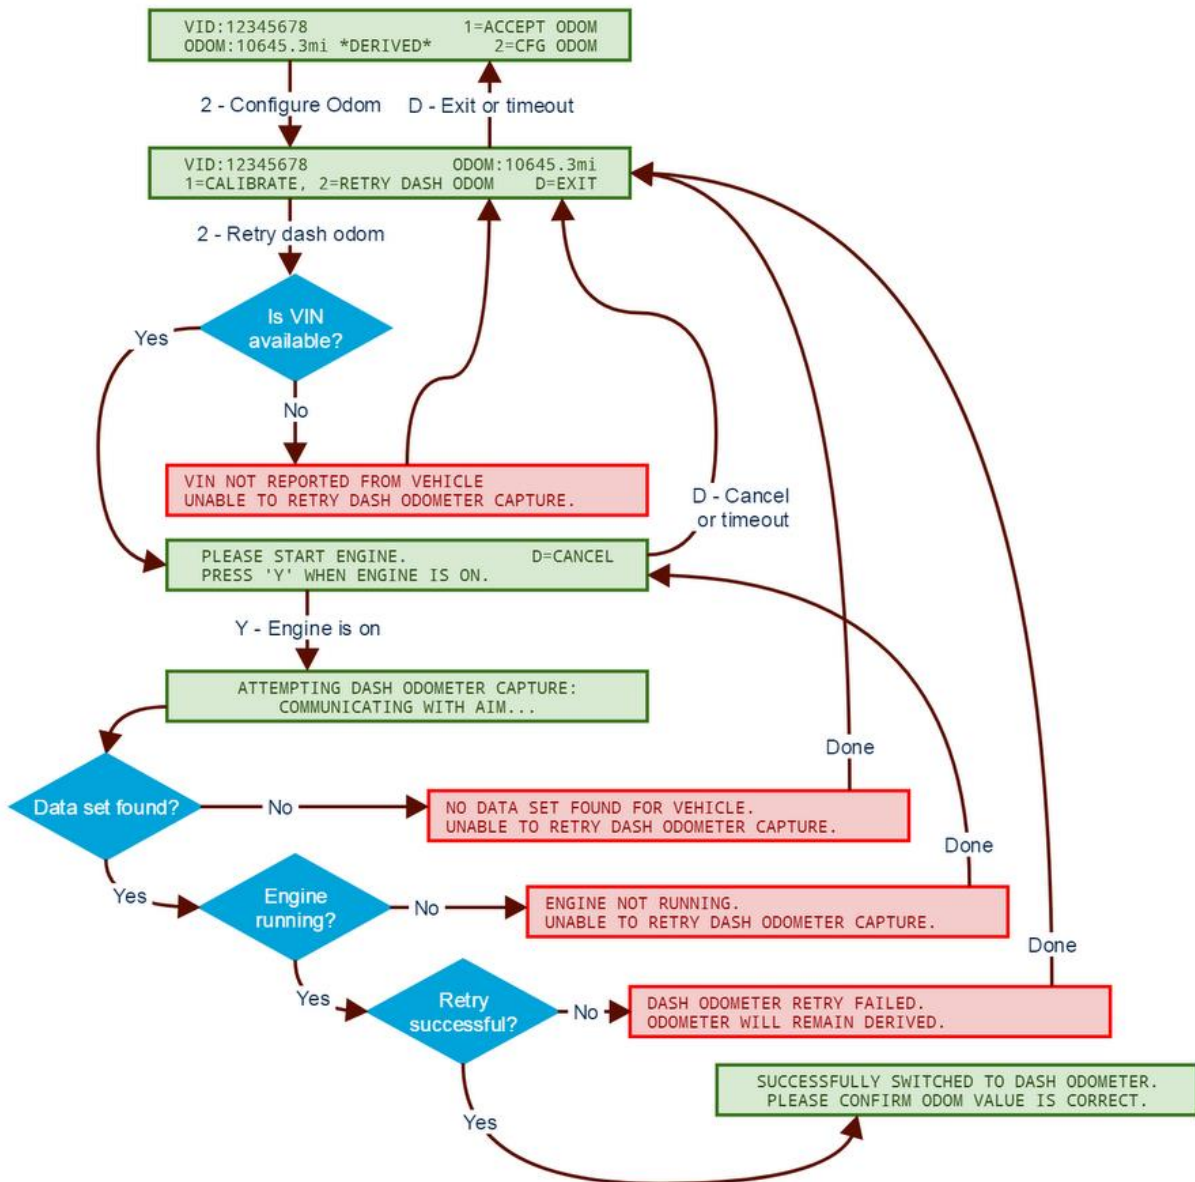 VID:12345678 1=ACCEPT ODOM
ODOM:10645.3mi *DERIVED* 2=CFG ODOM
2 - Configure Odom
D - Exit or timeout
VID:12345678 ODOM:10645.3mi
1=CALIBRATE, 2=RETRY DASH ODOM D=EXIT
2 - Retry dash odom
Is VIN
available?
Yes
No
VIN NOT REPORTED FROM VEHICLE
UNABLE TO RETRY DASH ODOMETER CAPTURE.
D - Cancel
or timeout
PLEASE START ENGINE. D=CANCEL
PRESS 'Y' WHEN ENGINE IS ON.
Y - Engine is on
ATTEMPTING DASH ODOMETER CAPTURE:
COMMUNICATING WITH AIM...
Done
Data set found?
No
NO DATA SET FOUND FOR VEHICLE.
UNABLE TO RETRY DASH ODOMETER CAPTURE.
Done
Yes
Engine
running?
No
ENGINE NOT RUNNING.
UNABLE TO RETRY DASH ODOMETER CAPTURE.
Done
Yes
Retry
successful?
No
DASH ODOMETER RETRY FAILED.
ODOMETER WILL REMAIN DERIVED.
Yes
SUCCESSFULLY SWITCHED TO DASH ODOMETER.
PLEASE CONFIRM ODOM VALUE IS CORRECT.